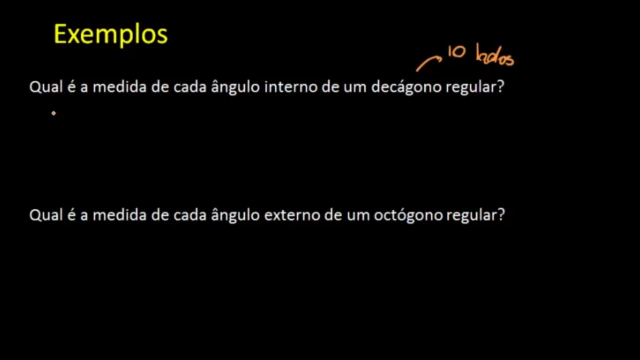 Exemplos
10 lados
Qual é a medida de cada ângulo interno de um decágono regular?
Qual é a medida de cada ângulo externo de um octógono regular?